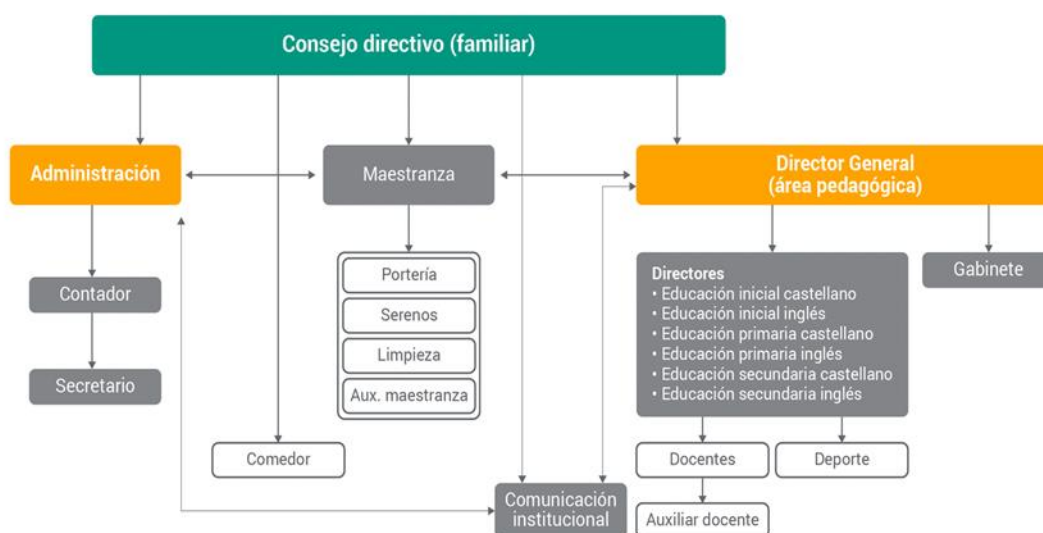 Consejo directivo (familiar)
Administración
Maestranza
Director General
(área pedagógica)
Contador
Secretario
Portería
Serenos
Limpieza
Aux. maestranza
Comedor
Comunicación
institucional
Directores
• Educación inicial castellano
• Educación inicial inglés
• Educación primaria castellano
• Educación primaria inglés
• Educación secundaria castellano
• Educación secundaria inglés
Gabinete
Docentes
Deporte
Auxiliar docente